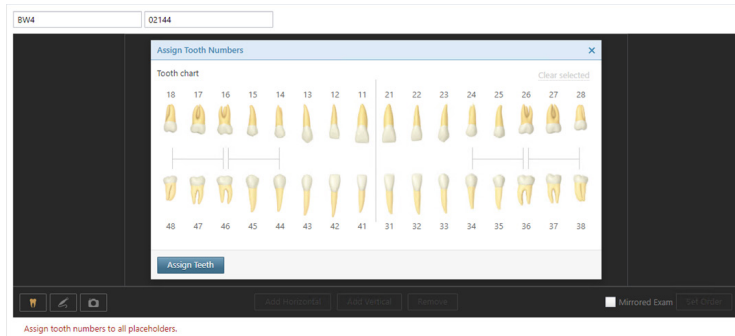 BW4 02144
Assign Tooth Numbers ×
Tooth chart Clear selected
18 17 16 15 14 13 12 11 21 22 23 24 25 26 27 28
48 47 46 45 44 43 42 41 31 32 33 34 35 36 37 38
Assign Teeth
Add Horizontal Add Vertical Remove Mirrored Exam Set Order
Assign tooth numbers to all placeholders.